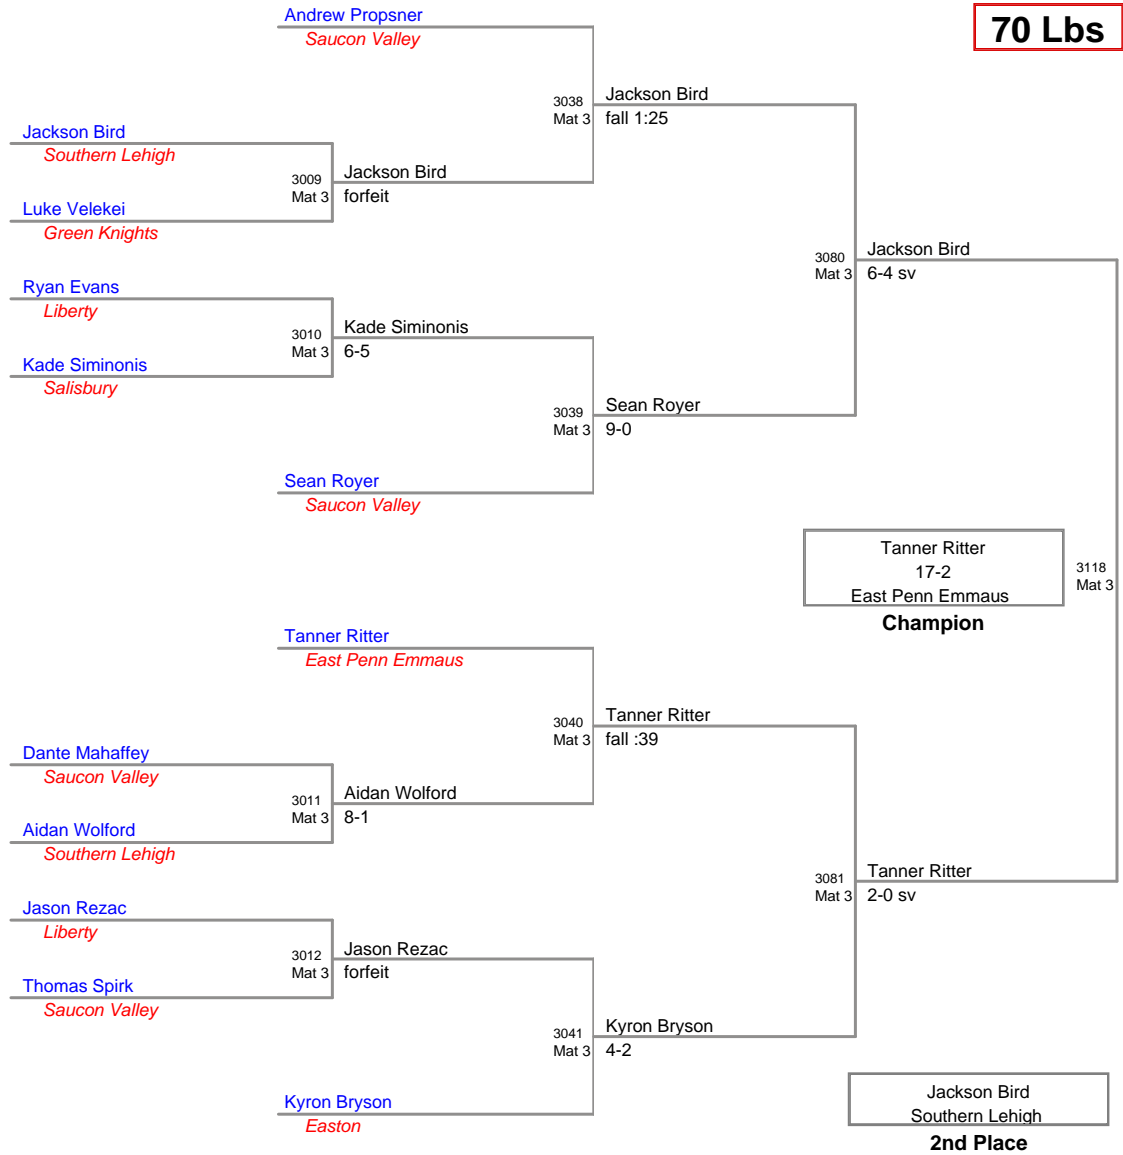 Andrew Propsner
Saucon Valley
70 Lbs
3038
Mat 3
Jackson Bird
fall 1:25
Jackson Bird
Southern Lehigh
3009
Mat 3
Jackson Bird
forfeit
Luke Velekei
Green Knights
3080
Mat 3
Jackson Bird
6-4 sv
Ryan Evans
Liberty
3010
Mat 3
Kade Siminonis
6-5
Kade Siminonis
Salisbury
3039
Mat 3
Sean Royer
9-0
Sean Royer
Saucon Valley
Tanner Ritter
17-2
East Penn Emmaus
Champion
3118
Mat 3
Tanner Ritter
East Penn Emmaus
3040
Mat 3
Tanner Ritter
fall :39
Dante Mahaffey
Saucon Valley
3011
Mat 3
Aidan Wolford
8-1
Aidan Wolford
Southern Lehigh
3081
Mat 3
Tanner Ritter
2-0 sv
Jason Rezac
Liberty
3012
Mat 3
Jason Rezac
forfeit
Thomas Spirk
Saucon Valley
3041
Mat 3
Kyron Bryson
4-2
Kyron Bryson
Easton
Jackson Bird
Southern Lehigh
2nd Place